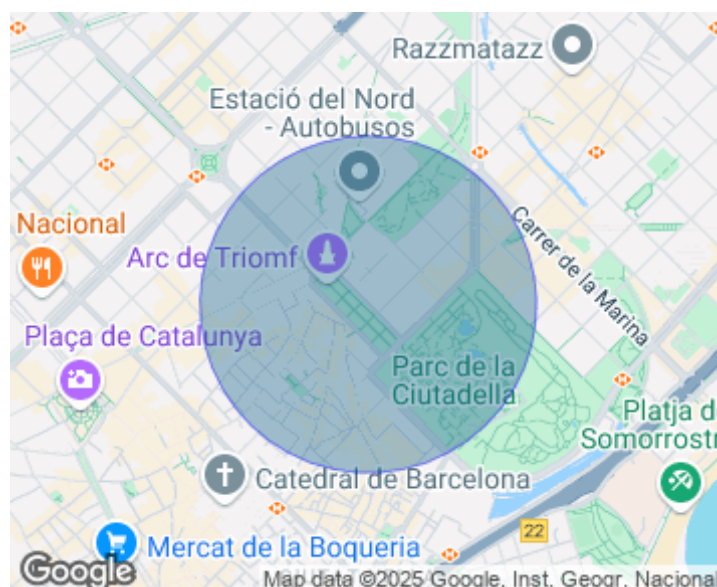 Razzmatazz
Estació del Nord
- Autobusos
Nacional
Arc de Triomf
Carrer de la Marina
Plaça de Catalunya
Parc de la
Ciutadella
Platja d
Somorrostr
Catedral de Barcelona
22
Mercat de la Boqueria
Google
Map data ©2025 Google, Inst. Geogr. Nacional